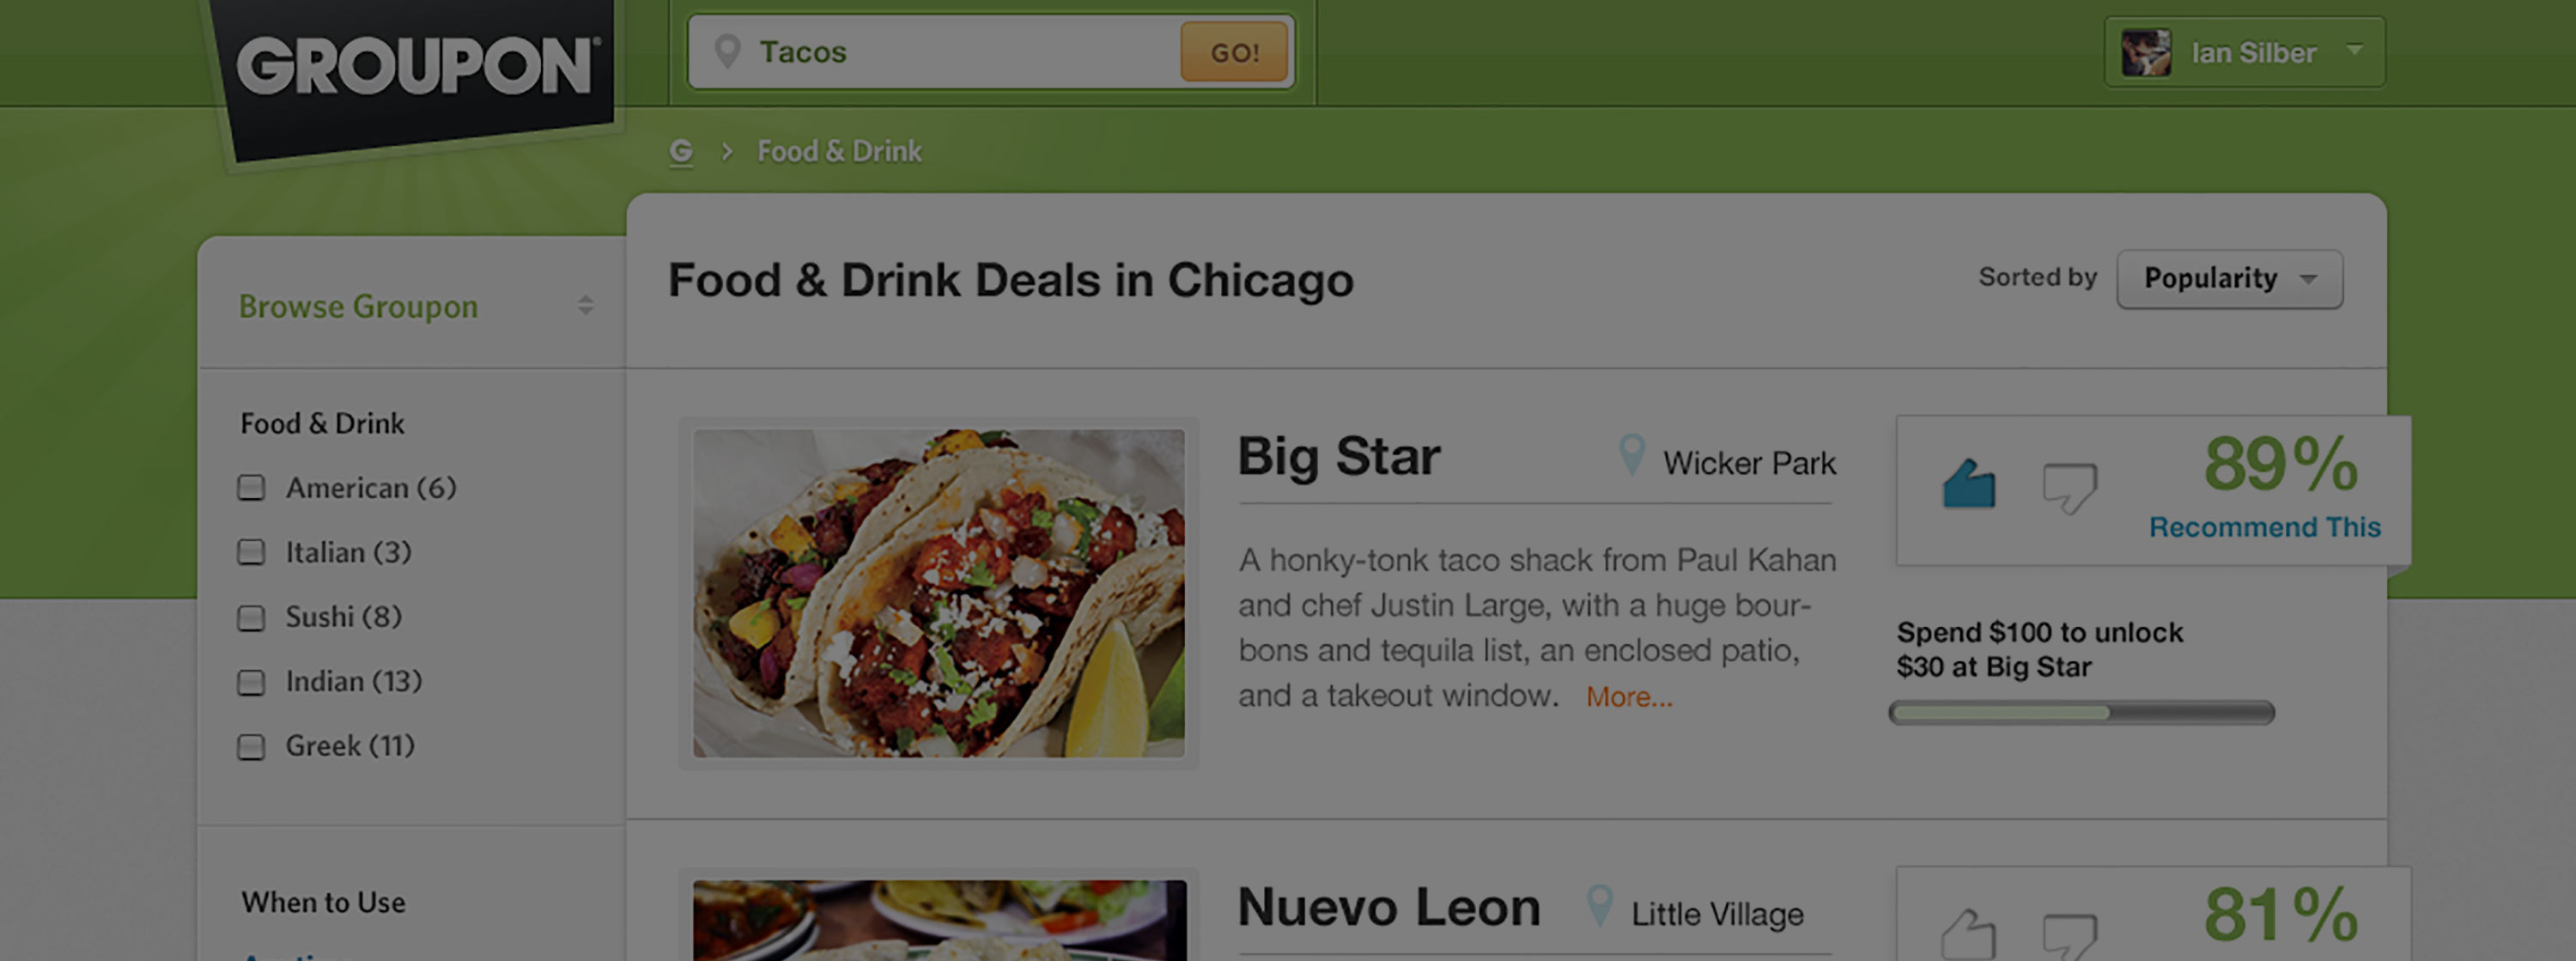 GROUPON®
Tacos
GO!
Ian Silber
G > Food & Drink
Browse Groupon
Food & Drink Deals in Chicago
Sorted by
Popularity
Food & Drink
American (6)
Italian (3)
Sushi (8)
Indian (13)
Greek (11)
When to Use
Big Star
Wicker Park
A honky-tonk taco shack from Paul Kahan
and chef Justin Large, with a huge bour-
bons and tequila list, an enclosed patio,
and a takeout window. More...
89%
Recommend This
Spend $100 to unlock
$30 at Big Star
Nuevo Leon
Little Village
81%